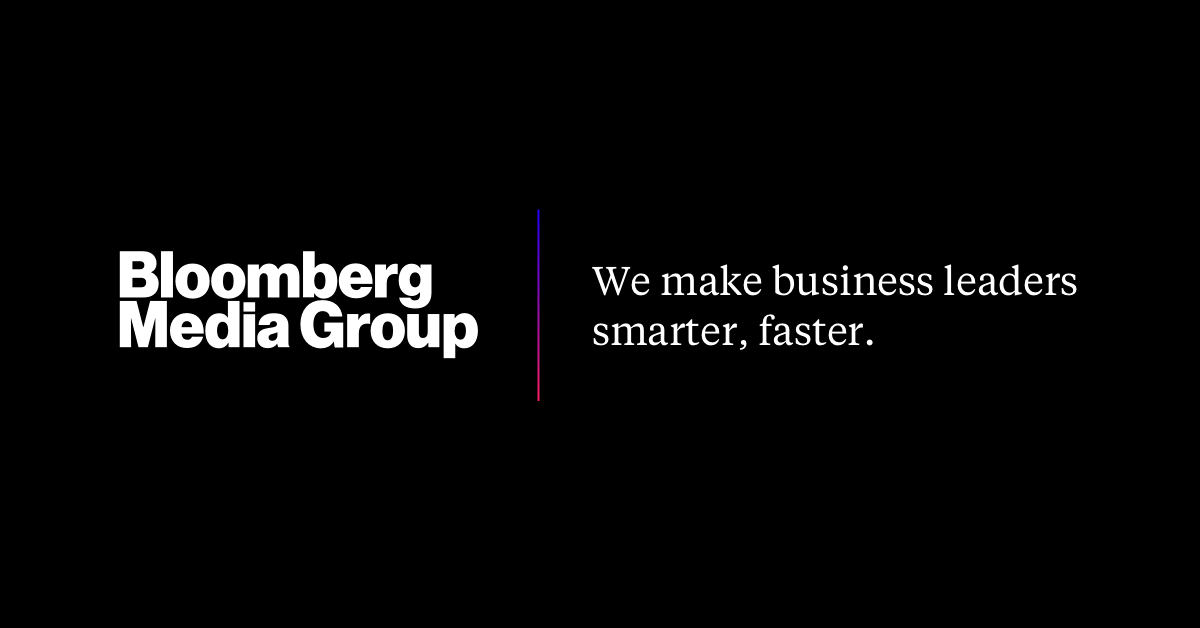 Bloomberg
Media Group
We make business leaders
smarter, faster.